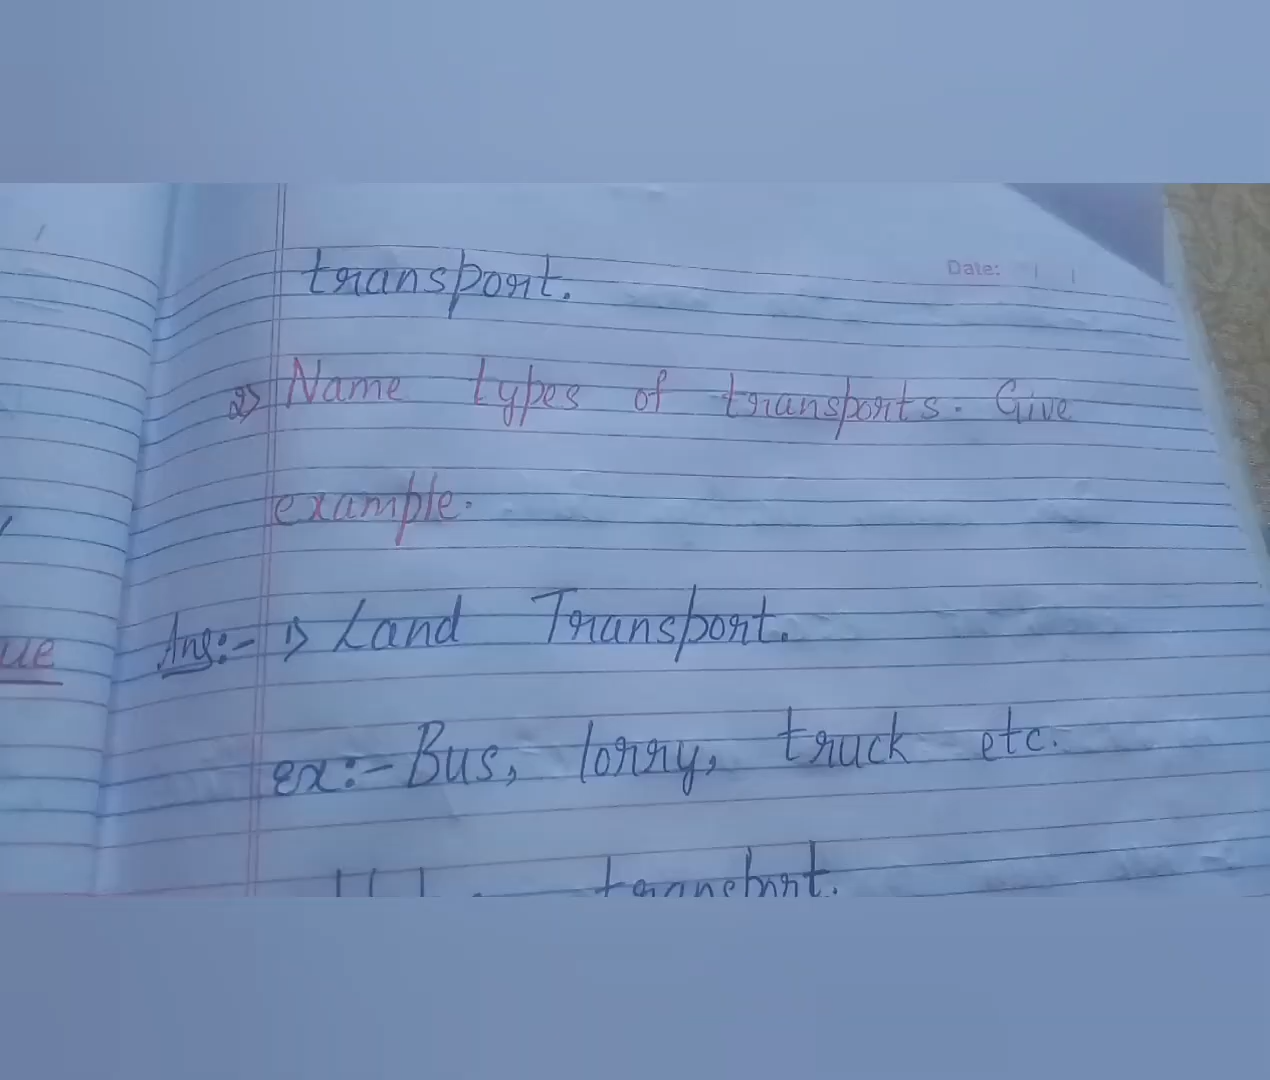 Date:
transport.
2) Name types of transports. Give
example.
Ans:- 1) Land Transport.
ue
ex:- Bus, lorry, truck etc.
transport.